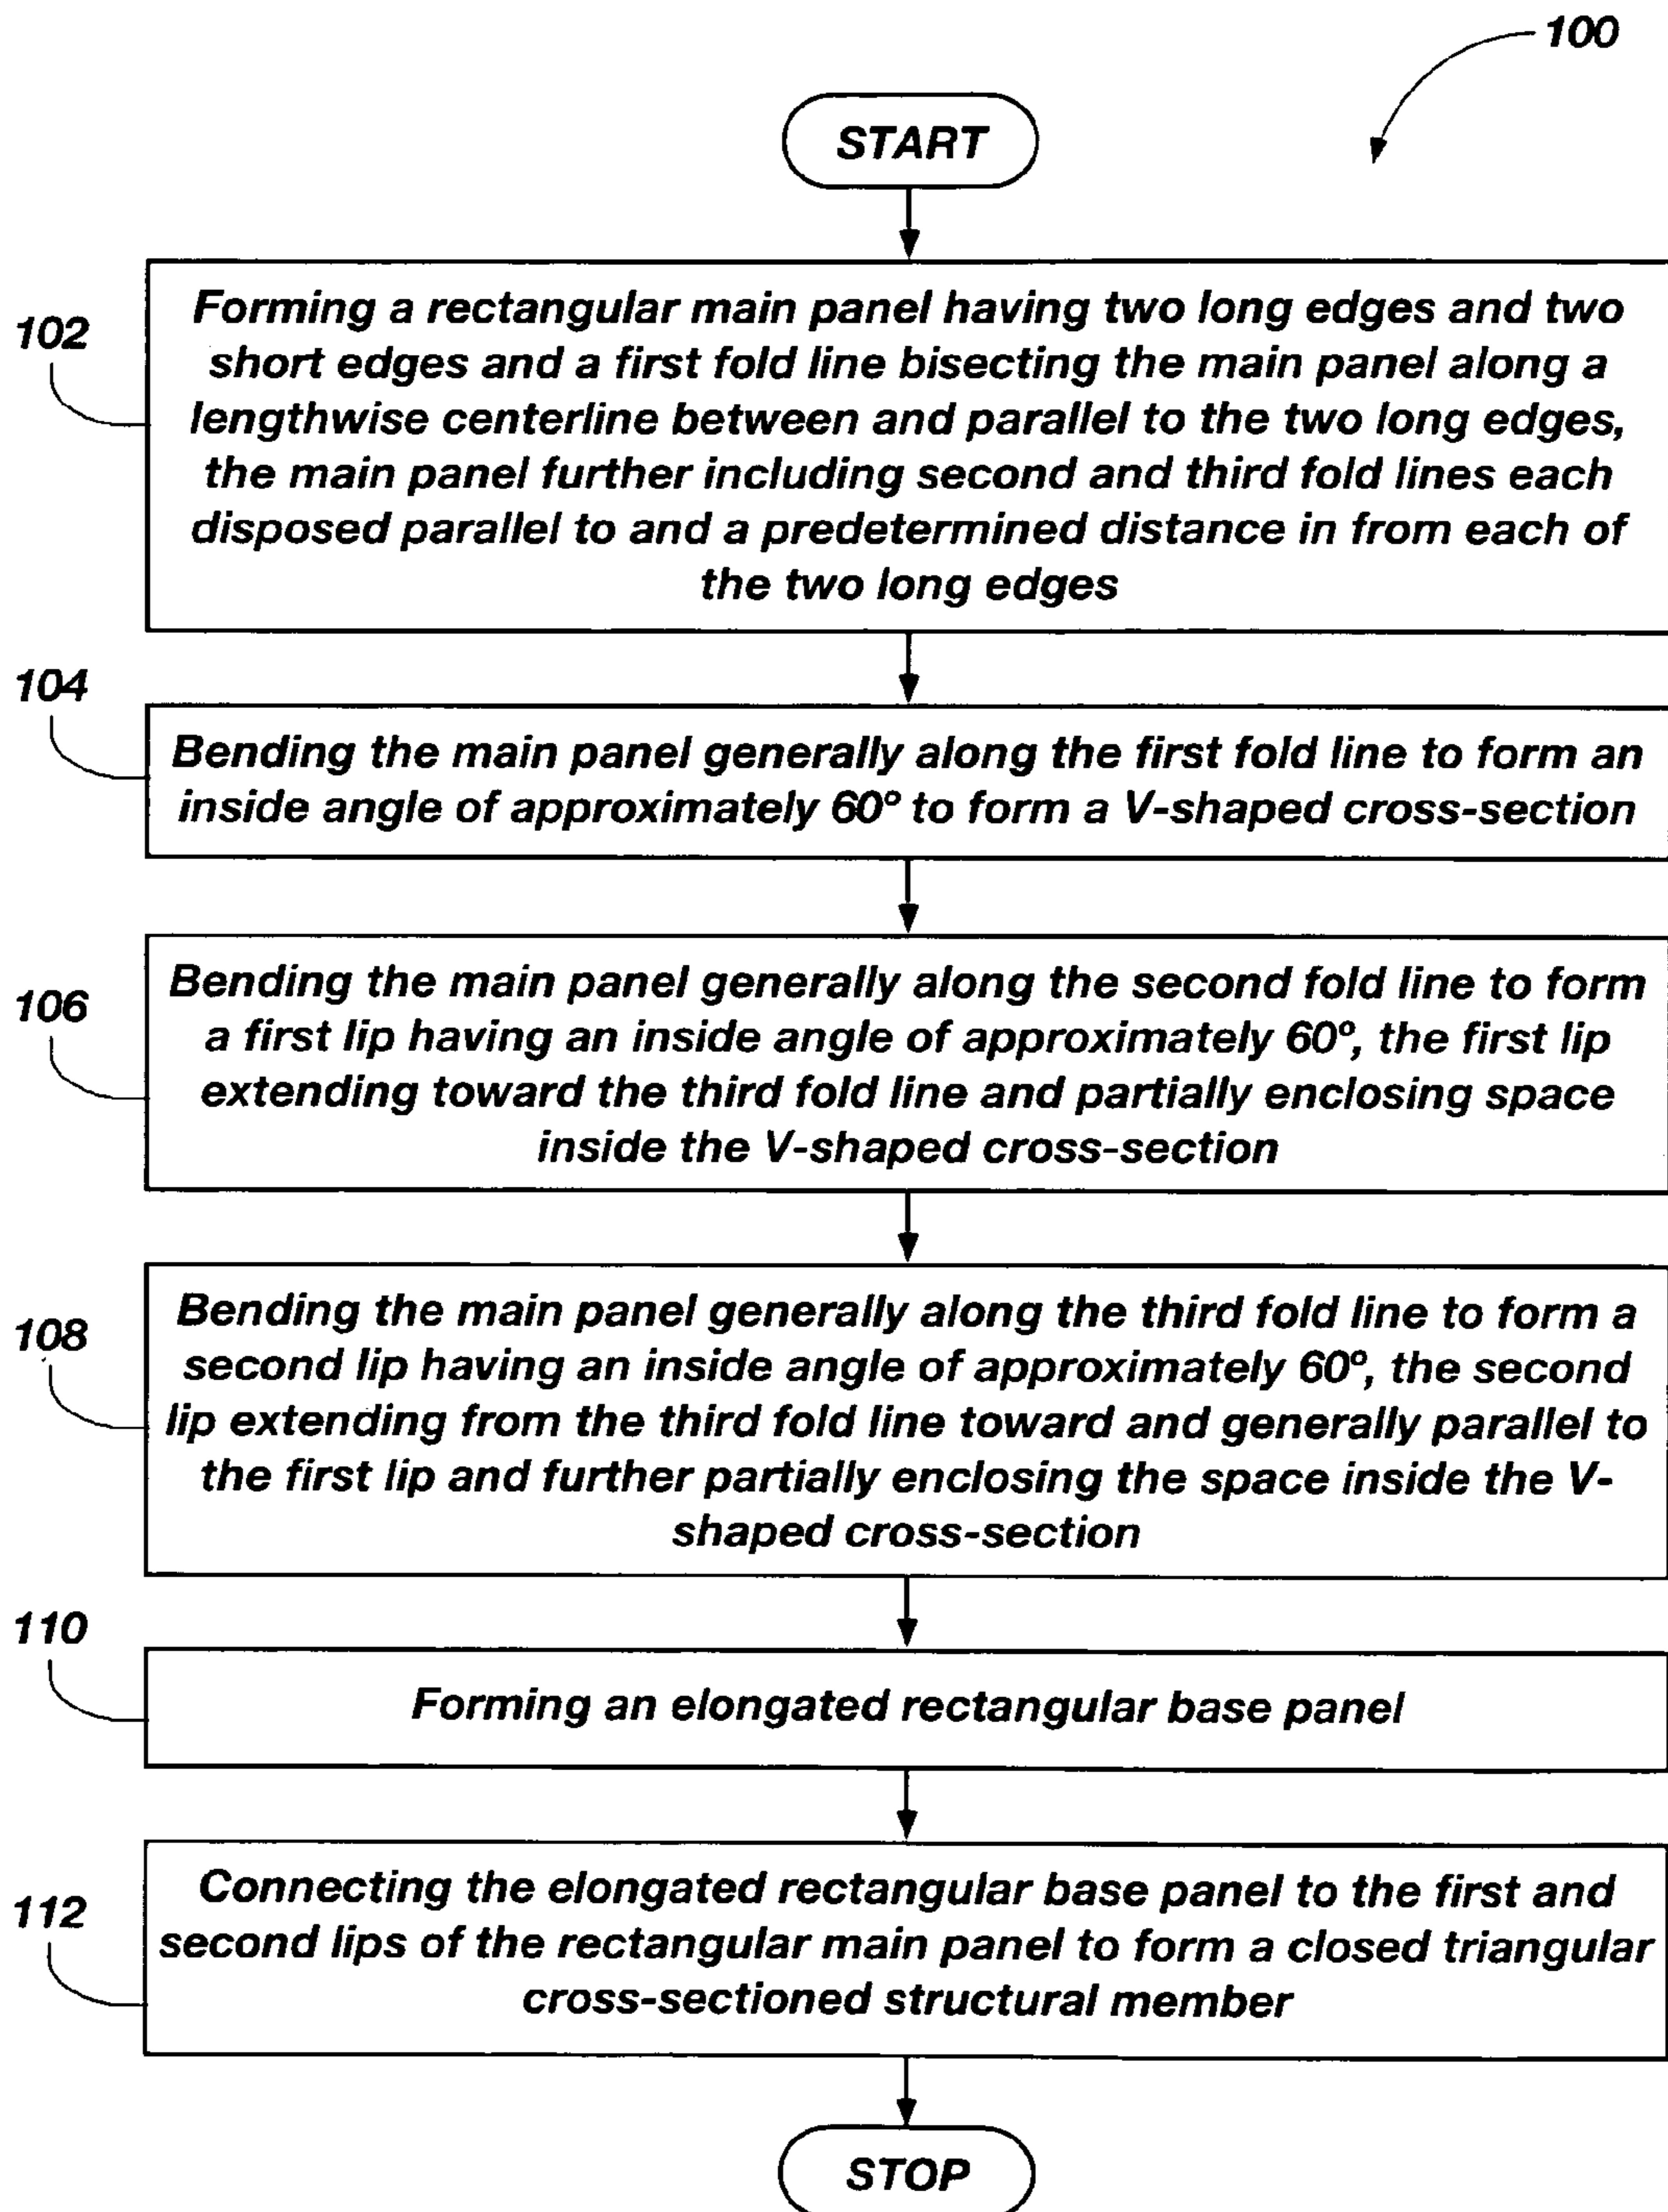 100
START
102
Forming a rectangular main panel having two long edges and two
short edges and a first fold line bisecting the main panel along a
lengthwise centerline between and parallel to the two long edges,
the main panel further including second and third fold lines each
disposed parallel to and a predetermined distance in from each of
the two long edges
104
Bending the main panel generally along the first fold line to form an
inside angle of approximately 60° to form a V-shaped cross-section
106
Bending the main panel generally along the second fold line to form
a first lip having an inside angle of approximately 60°, the first lip
extending toward the third fold line and partially enclosing space
inside the V-shaped cross-section
108
Bending the main panel generally along the third fold line to form a
second lip having an inside angle of approximately 60°, the second
lip extending from the third fold line toward and generally parallel to
the first lip and further partially enclosing the space inside the V-
shaped cross-section
110
Forming an elongated rectangular base panel
112
Connecting the elongated rectangular base panel to the first and
second lips of the rectangular main panel to form a closed triangular
cross-sectioned structural member
STOP